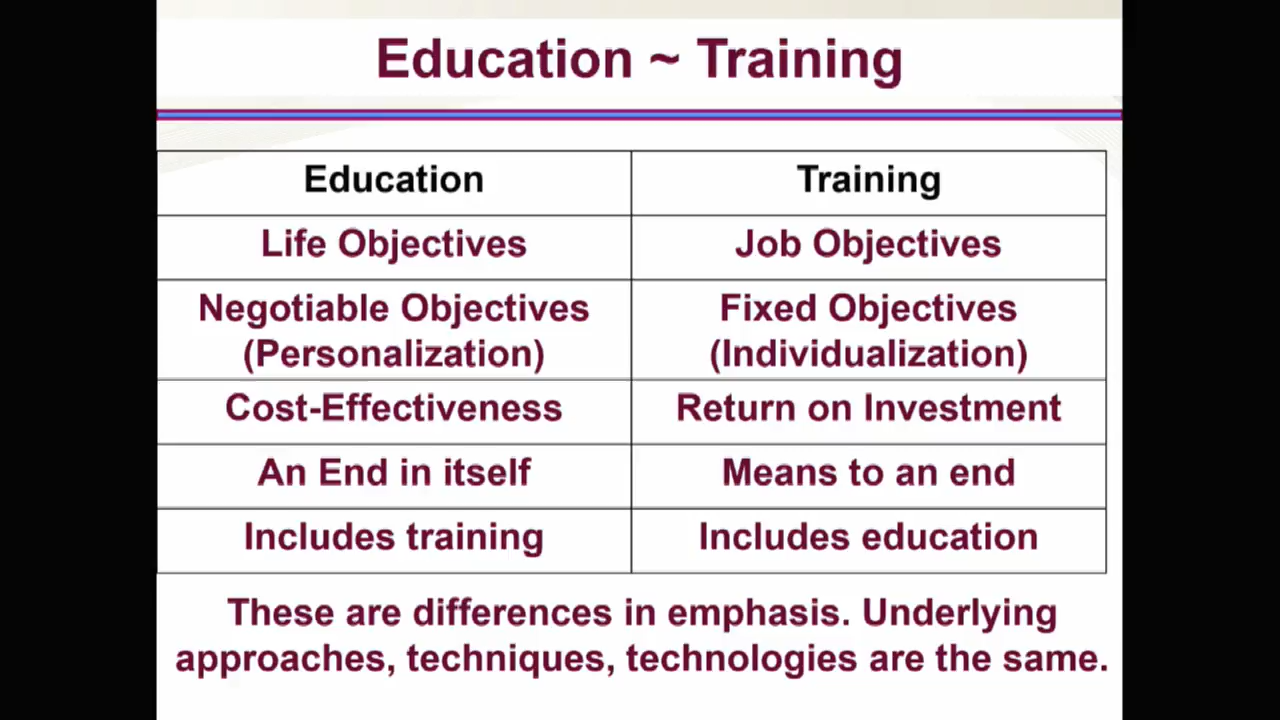 Education ~ Training
Education
Training
Life Objectives
Job Objectives
Negotiable Objectives
(Personalization)
Fixed Objectives
(Individualization)
Cost-Effectiveness
Return on Investment
An End in itself
Means to an end
Includes training
Includes education
These are differences in emphasis. Underlying
approaches, techniques, technologies are the same.